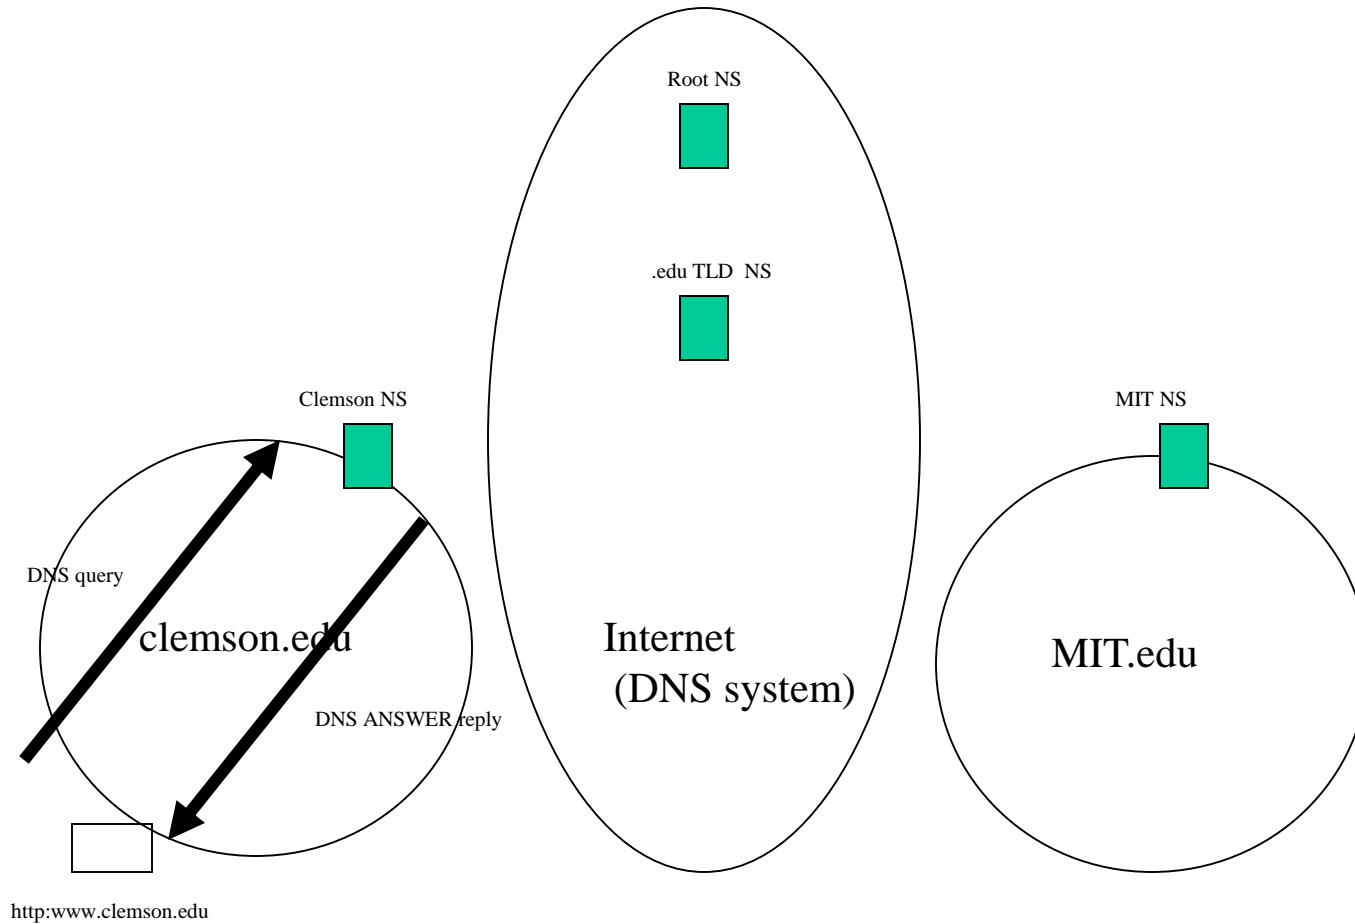 Root NS
.edu TLD  NS
Clemson NS
MIT NS
DNS query
clemson.edu
Internet
(DNS system)
MIT.edu
DNS ANSWER reply
http:www.clemson.edu